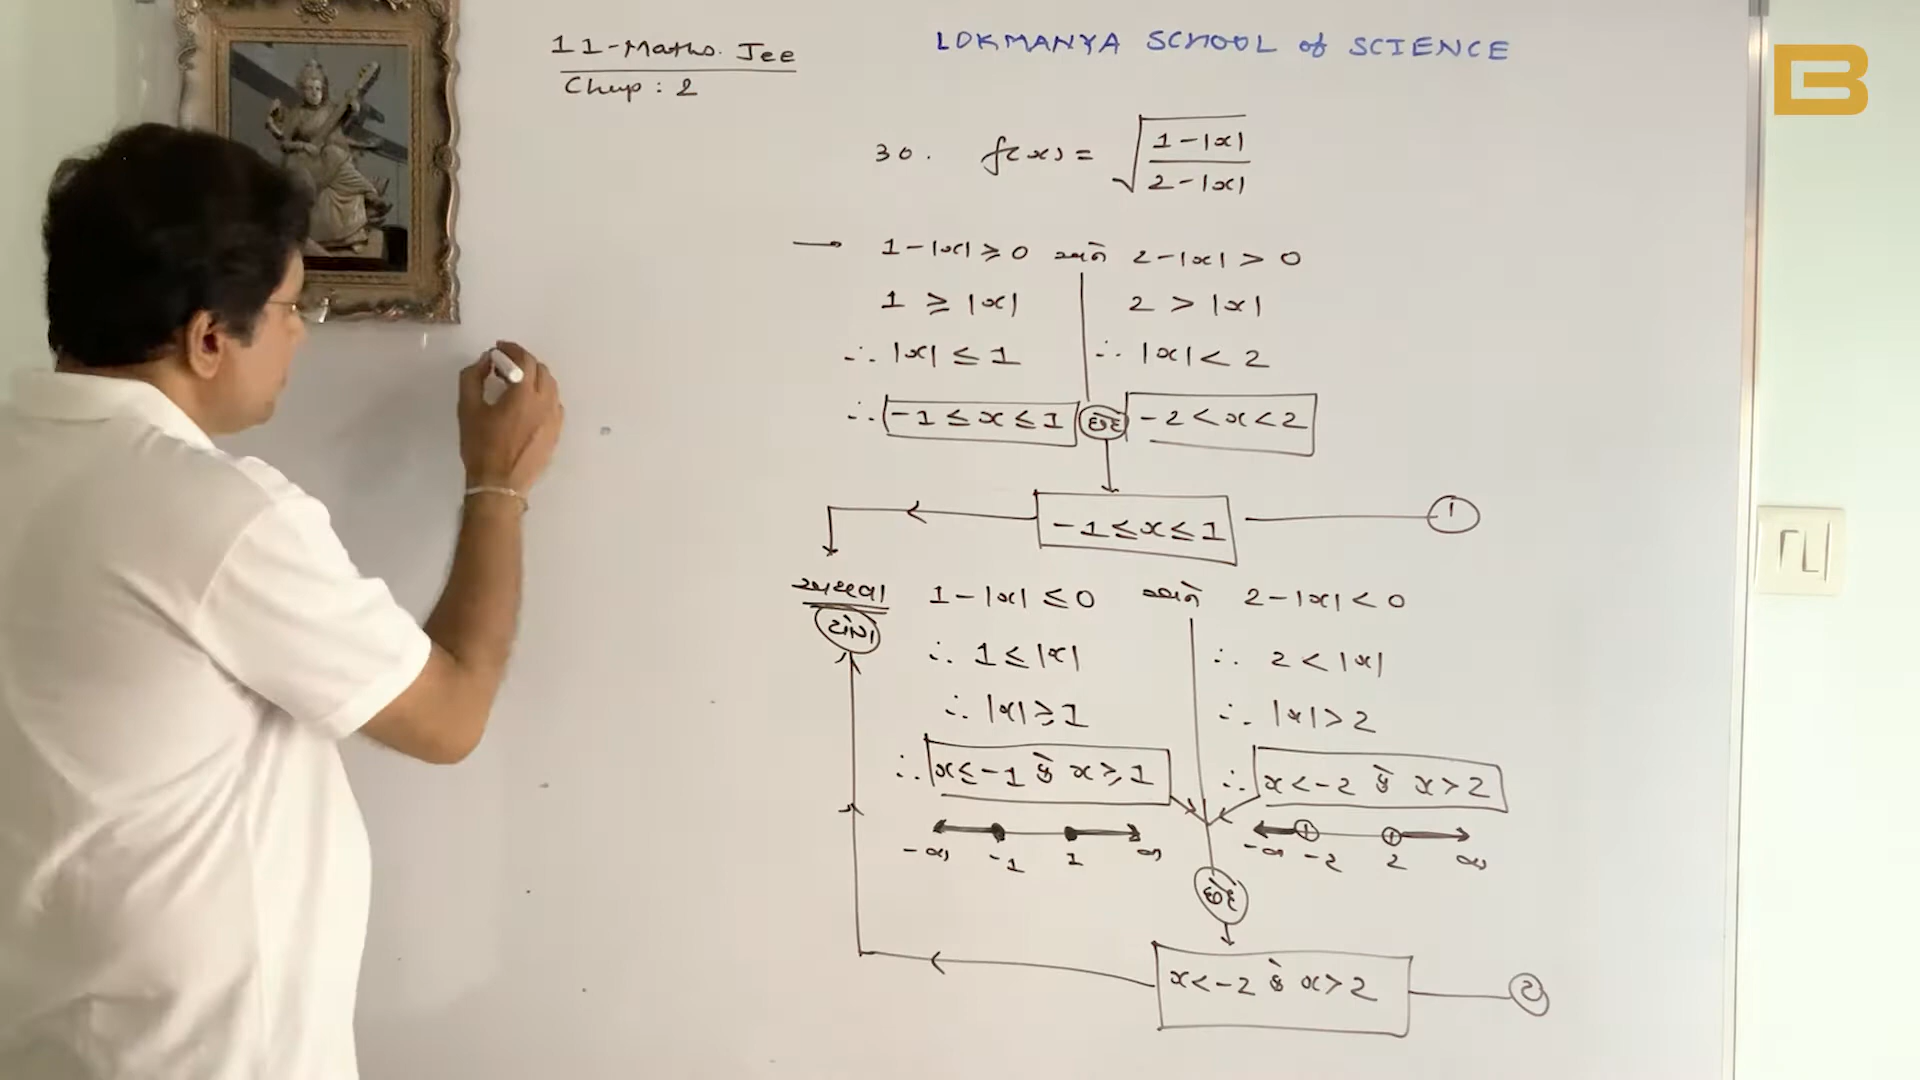 11-Maths. Jee
Chap : 2
LOKMANYA SCHOOL of SCIENCE
30. f(x) = √((1-|x|)/(2-|x|))
→ 1-|x| ≥ 0 અને 2-|x| > 0
1 ≥ |x| 2 > |x|
∴ |x| ≤ 1 ∴ |x| < 2
∴ -1 ≤ x ≤ 1 છેદ -2 < x < 2
-1 ≤ x ≤ 1 1
અથવા 1-|x| ≤ 0 અને 2-|x| < 0
યોગ
∴ 1 ≤ |x| ∴ 2 < |x|
∴ |x| ≥ 1 ∴ |x| > 2
∴ x ≤ -1 કે x ≥ 1 ∴ x < -2 કે x > 2
-∞ -1 1 ∞ -∞ -2 2 ∞
છેદ
x < -2 કે x > 2 2